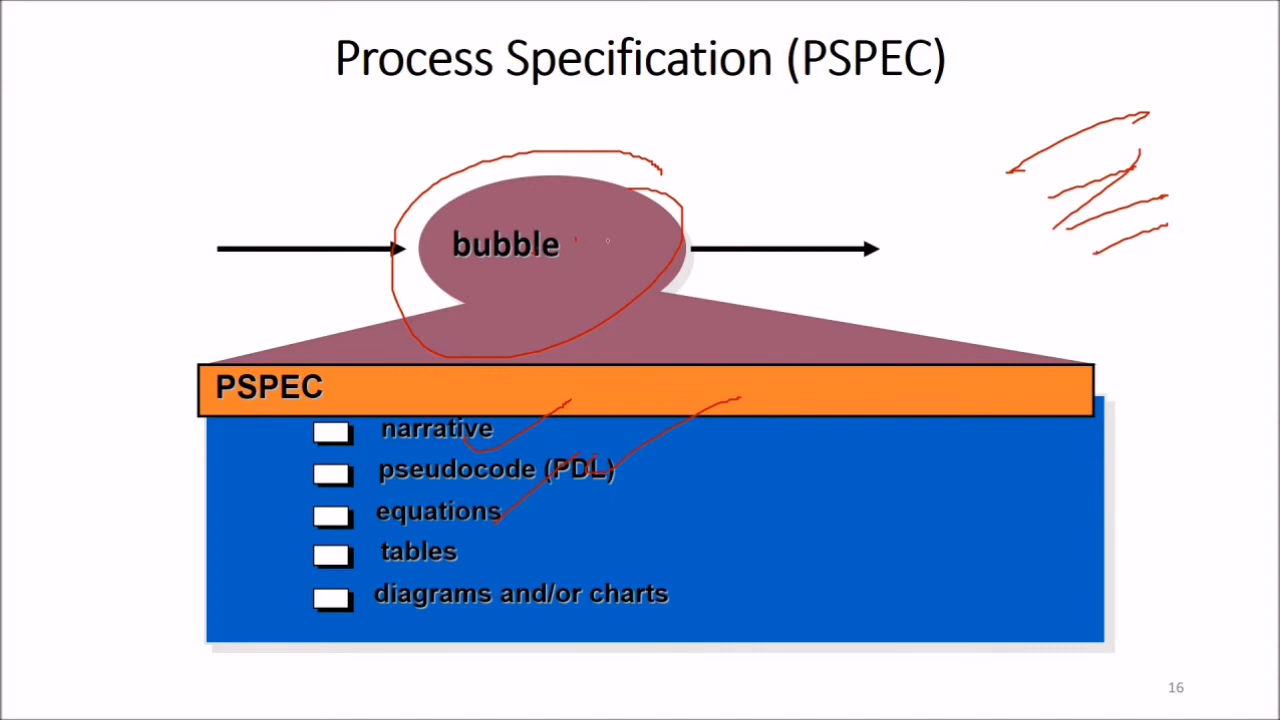 Process Specification (PSPEC)
bubble
PSPEC
narrative
pseudocode (PDL)
equations
tables
diagrams and/or charts
16